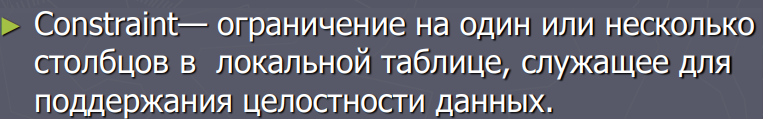 ► Constraint— ограничение на один или несколько
столбцов в  локальной таблице, служащее для
поддержания целостности данных.